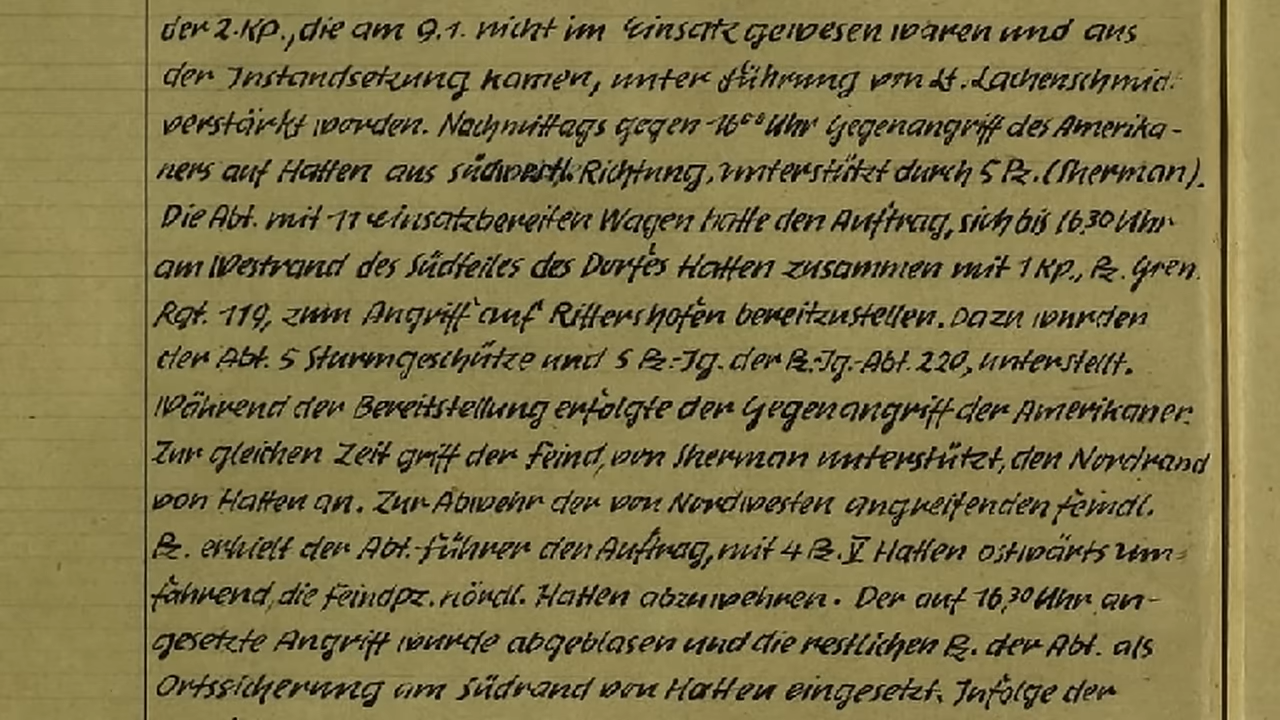 der 2. Kp., die am 9.1. nicht im Einsatz gewesen waren und aus
der Instandsetzung kamen, unter Führung von Lt. Lachenschmid
verstärkt worden. Nachmittags gegen 16⁰⁰ Uhr Gegenangriff des Amerika-
ners auf Hatten aus südwestl. Richtung, unterstützt durch 5 Pz. (Sherman).
Die Abt. mit 11 einsatzbereiten Wagen hatte den Auftrag, sich bis 16.30 Uhr
am Westrand des Südteiles des Dorfes Hatten zusammen mit 1 Kp., Pz. Gren.
Rgt. 119, zum Angriff auf Rittershofen bereitzustellen. Dazu wurden
der Abt. 5 Sturmgeschütze und 5 Pz.-Jg. der Pz.-Jg.-Abt. 220, unterstellt.
Während der Bereitstellung erfolgte der Gegenangriff der Amerikaner.
Zur gleichen Zeit griff der Feind, von Sherman unterstützt, den Nordrand
von Hatten an. Zur Abwehr der von Nordwesten angreifenden feindl.
Pz. erhielt der Abt.-Führer den Auftrag, mit 4 Pz. V Hatten ostwärts um-
fahrend, die Feindpz. nördl. Hatten abzuwehren. Der auf 16.30 Uhr an-
gesetzte Angriff wurde abgeblasen und die restlichen Pz. der Abt. als
Ortssicherung am Südrand von Hatten eingesetzt. Infolge der